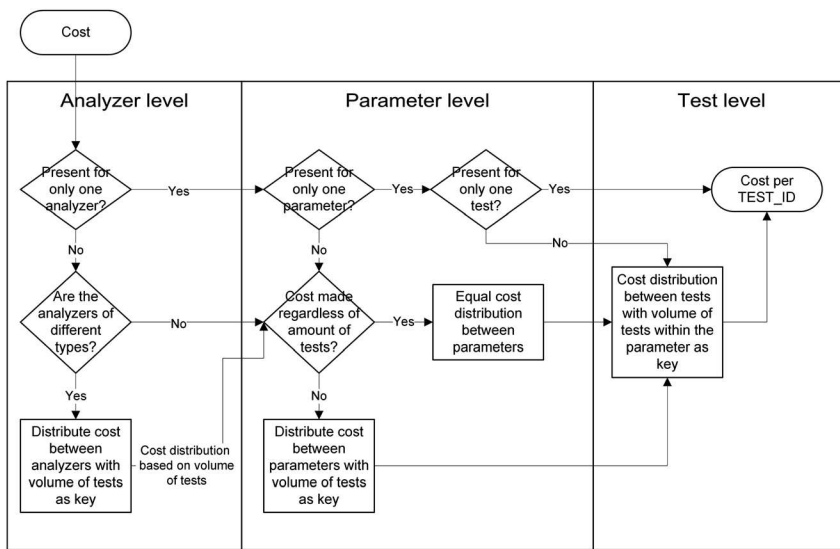 Cost
Analyzer level
Parameter level
Test level
Present for
only one
analyzer?
Yes
Present for
only one
parameter?
Yes
Present for
only one
test?
Yes
Cost per
TEST_ID
No
No
No
Are the
analyzers of
different
types?
No
Cost made
regardless of
amount of
tests?
Yes
Equal cost
distribution
between
parameters
Cost distribution
between tests
with volume of
tests within the
parameter as
key
Yes
No
Distribute cost
between
analyzers with
volume of tests
as key
Cost distribution
based on volume
of tests
Distribute cost
between
parameters with
volume of tests
as key